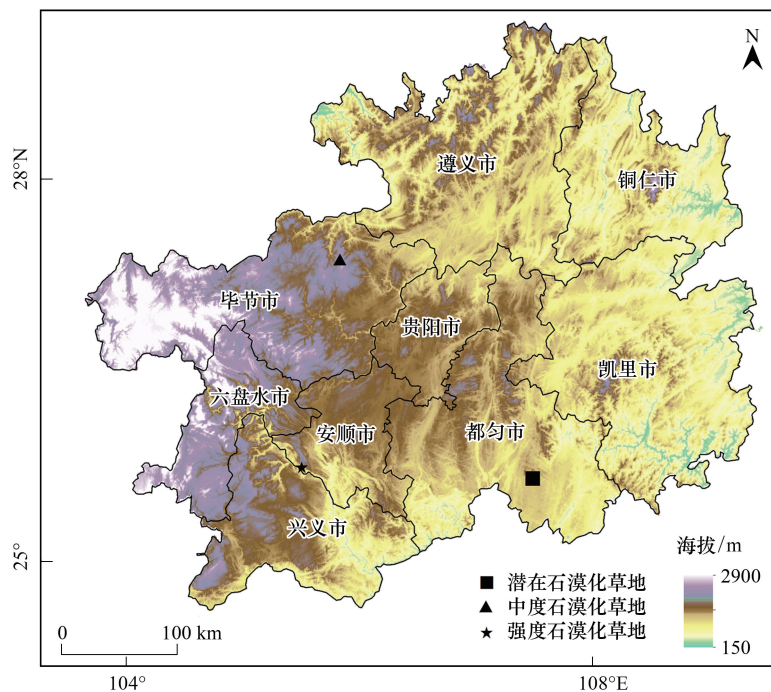 N
28°N
遵义市
铜仁市
毕节市
贵阳市
凯里市
六盘水市
安顺市
都匀市
兴义市
25°
海拔/m
潜在石漠化草地
2900
中度石漠化草地
强度石漠化草地
150
0 100 km
104° 108°E